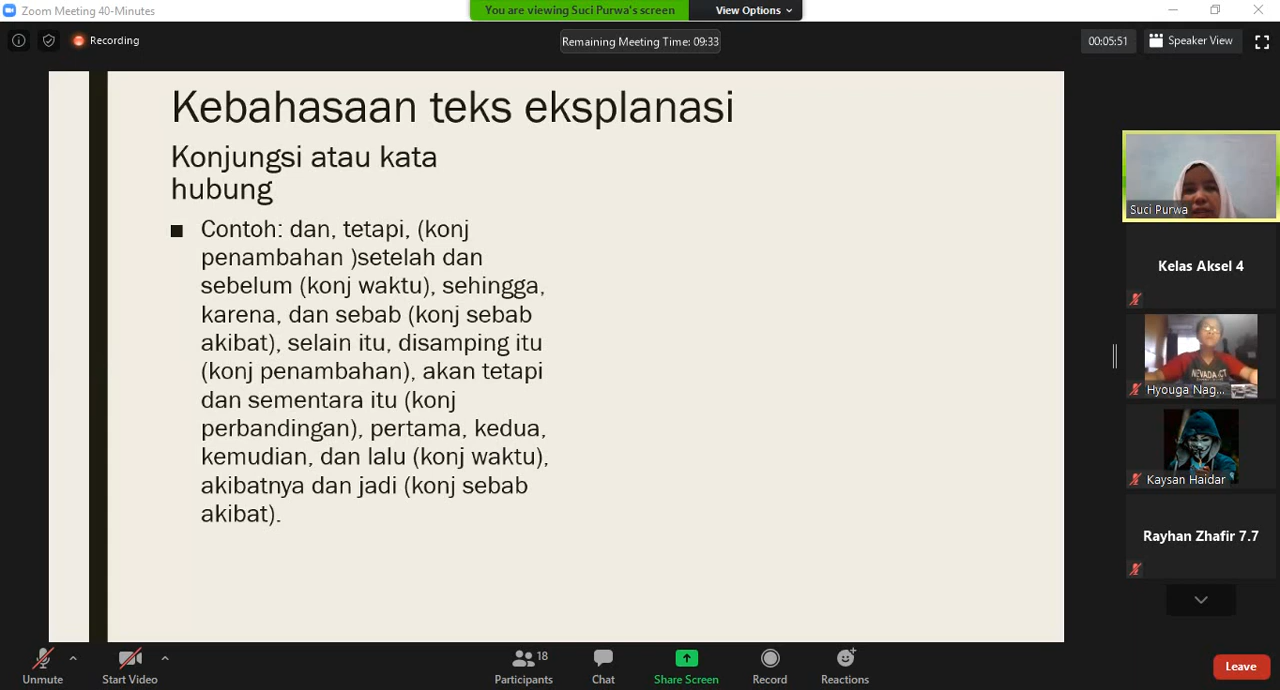 Zoom Meeting 40-Minutes
You are viewing Suci Purwa's screen
View Options
Recording
Remaining Meeting Time: 09:33
00:05:51
Speaker View
Kebahasaan teks eksplanasi
Konjungsi atau kata
hubung
Contoh: dan, tetapi, (konj
penambahan )setelah dan
sebelum (konj waktu), sehingga,
karena, dan sebab (konj sebab
akibat), selain itu, disamping itu
(konj penambahan), akan tetapi
dan sementara itu (konj
perbandingan), pertama, kedua,
kemudian, dan lalu (konj waktu),
akibatnya dan jadi (konj sebab
akibat).
Suci Purwa
Kelas Aksel 4
Hyouga Nag...
Kaysan Haidar
Rayhan Zhafir 7.7
Unmute
Start Video
18
Participants
Chat
Share Screen
Record
Reactions
Leave